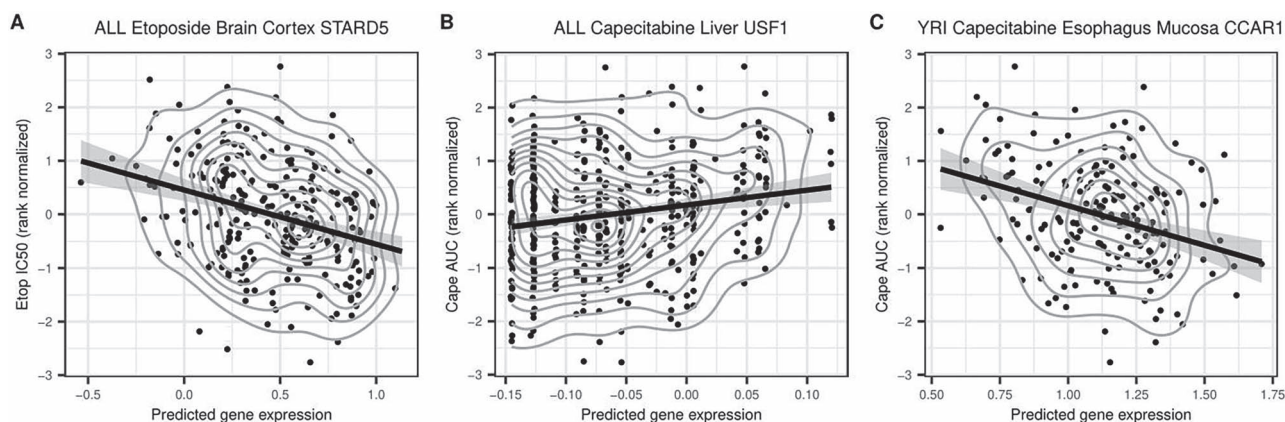 A ALL Etoposide Brain Cortex STARD5
Etop IC50 (rank normalized)
3
2
1
0
−1
−2
−3
−0.5 0.0 0.5 1.0
Predicted gene expression
B ALL Capecitabine Liver USF1
Cape AUC (rank normalized)
3
2
1
0
−1
−2
−3
−0.15 −0.10 −0.05 0.00 0.05 0.10
Predicted gene expression
C YRI Capecitabine Esophagus Mucosa CCAR1
Cape AUC (rank normalized)
3
2
1
0
−1
−2
−3
0.50 0.75 1.00 1.25 1.50 1.75
Predicted gene expression